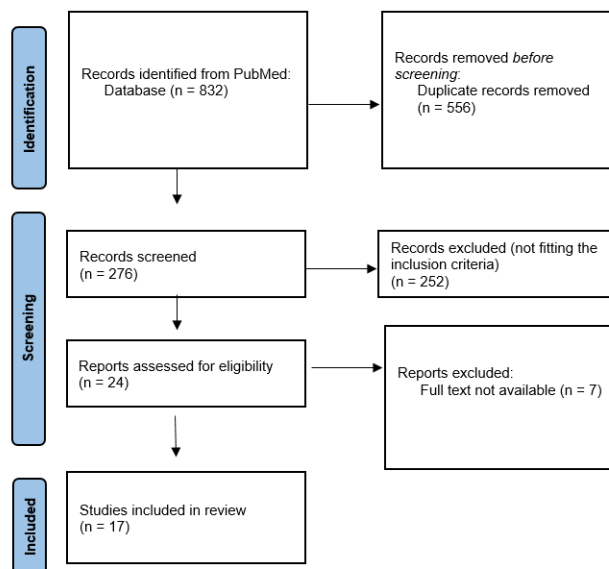 Identification
Records identified from PubMed:
Database (n = 832)
Records removed before
screening:
Duplicate records removed
(n = 556)
Screening
Records screened
(n = 276)
Records excluded (not fitting the
inclusion criteria)
(n = 252)
Reports assessed for eligibility
(n = 24)
Reports excluded:
Full text not available (n = 7)
Included
Studies included in review
(n = 17)